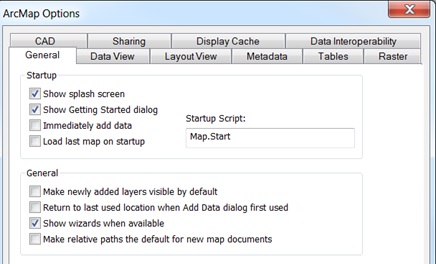 ArcMap Options
CAD Sharing Display Cache Data Interoperability
General Data View Layout View Metadata Tables Raster
Startup
Show splash screen
Show Getting Started dialog
Immediately add data
Load last map on startup
Startup Script:
Map.Start
General
Make newly added layers visible by default
Return to last used location when Add Data dialog first used
Show wizards when available
Make relative paths the default for new map documents